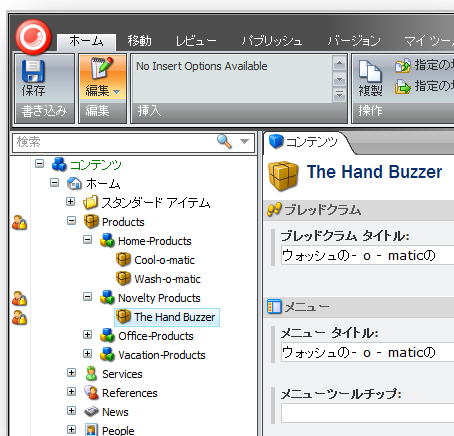 ホーム 移動 レビュー パブリッシュ バージョン マイ ツー
No Insert Options Available
保存 編集 複製 指定の
指定の
書き込み 編集 挿入 操作
検索
コンテンツ
ホーム
スタンダード アイテム
Products
Home-Products
Cool-o-matic
Wash-o-matic
Novelty Products
The Hand Buzzer
Office-Products
Vacation-Products
Services
References
News
People
コンテンツ
The Hand Buzzer
ブレッドクラム
ブレッドクラム タイトル:
ウォッシュの- o - maticの
メニュー
メニュー タイトル:
ウォッシュの- o - maticの
メニューツールチップ: